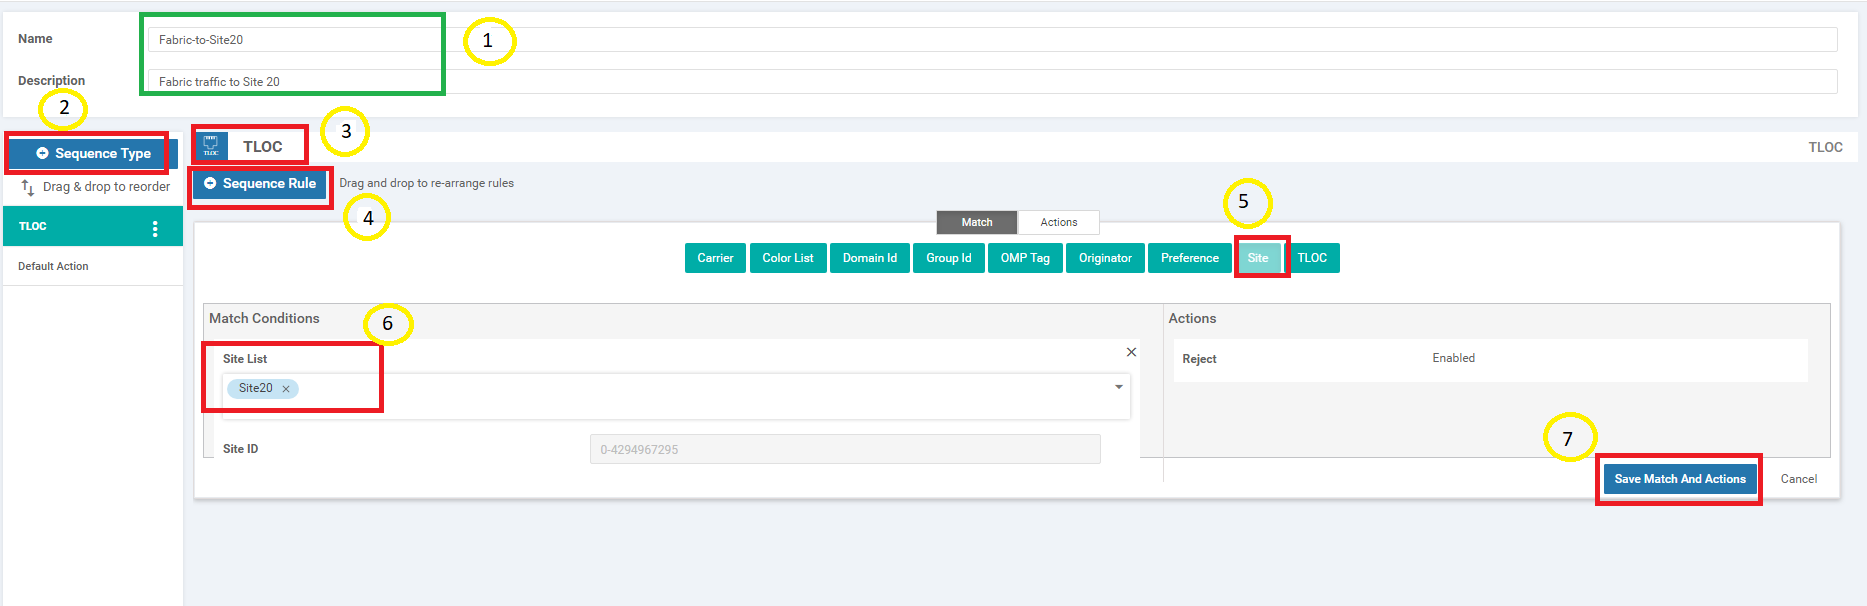 Name
Fabric-to-Site20
1
Description
Fabric traffic to Site 20
2
Sequence Type
Drag & drop to reorder
TLOC
Default Action
TLOC
TLOC
3
TLOC
Sequence Rule
Drag and drop to re-arrange rules
4
Match
Actions
5
Carrier
Color List
Domain Id
Group Id
OMP Tag
Originator
Preference
Site
TLOC
Match Conditions
6
Site List
Site20
Site ID
0-4294967295
Actions
Reject
Enabled
7
Save Match And Actions
Cancel